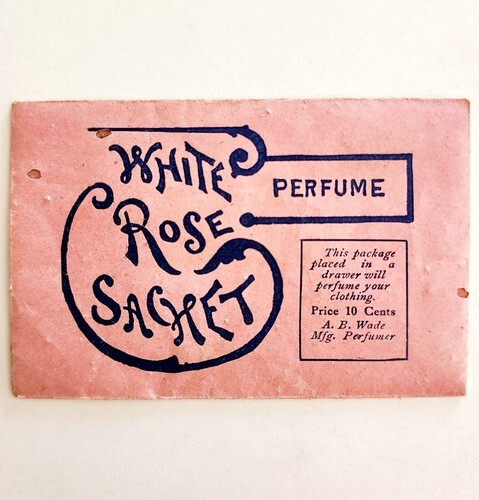 WHITE
ROSE
SACHET
PERFUME
This package
placed in a
drawer will
perfume your
clothing.
Price 10 Cents
A. B. Wade
Mfg. Perfumer